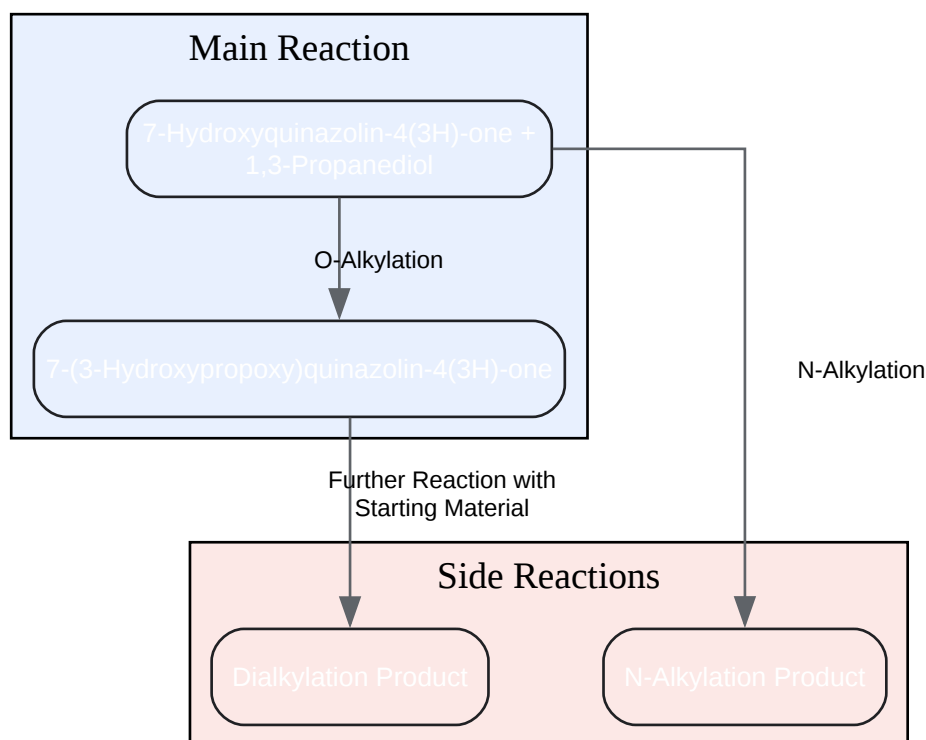 Main Reaction
7-Hydroxyquinazolin-4(3H)-one +
1,3-Propanediol
O-Alkylation
7-(3-Hydroxypropoxy)quinazolin-4(3H)-one
N-Alkylation
Further Reaction with
Starting Material
Side Reactions
Dialkylation Product
N-Alkylation Product